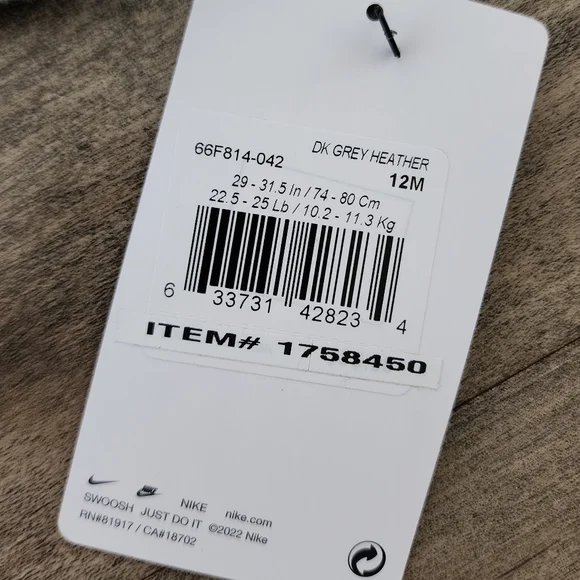 66F814-042 DK GREY HEATHER
12M
29 - 31.5 In / 74 - 80 Cm
22.5 - 25 Lb / 10.2 - 11.3 Kg
6 33731 42823 4
ITEM# 1758450
SWOOSH JUST DO IT NIKE nike.com
RN#81917 / CA#18702 ©2022 Nike